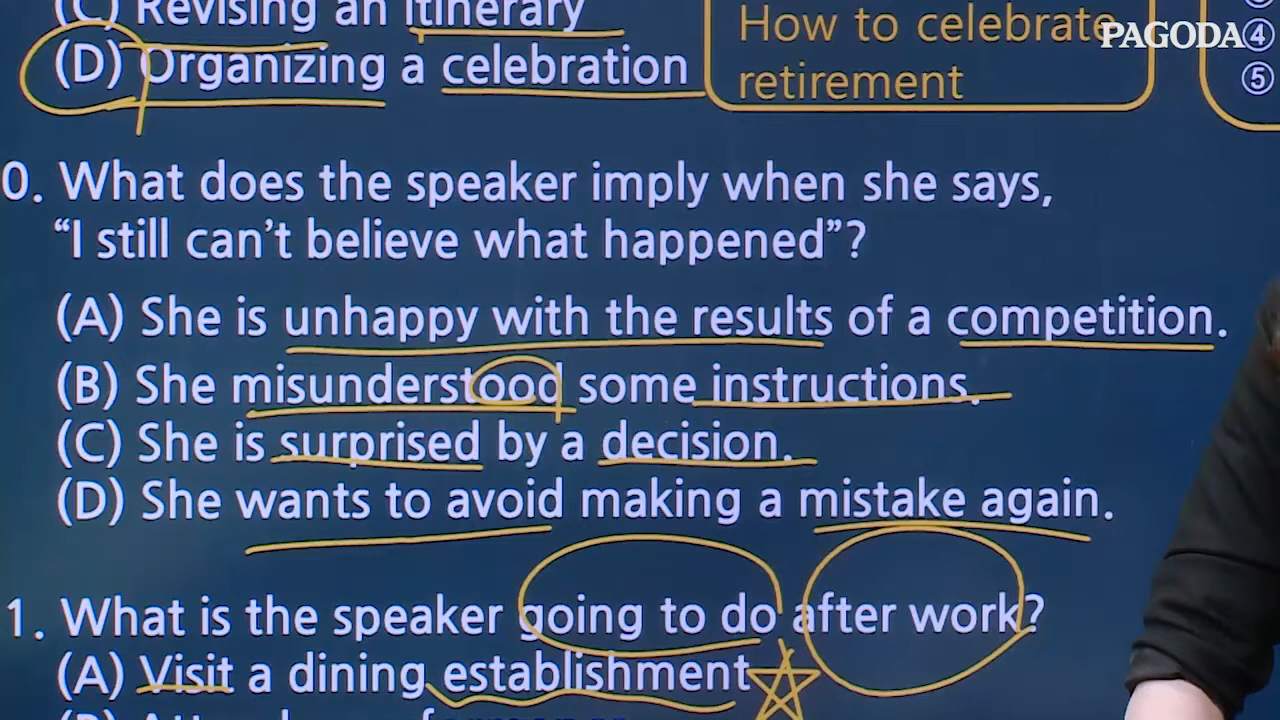 (C) Revising an itinerary
(D) Organizing a celebration
How to celebrate
retirement
PAGODA
④
⑤
0. What does the speaker imply when she says,
“I still can’t believe what happened”?
(A) She is unhappy with the results of a competition.
(B) She misunderstood some instructions.
(C) She is surprised by a decision.
(D) She wants to avoid making a mistake again.
1. What is the speaker going to do after work?
(A) Visit a dining establishment